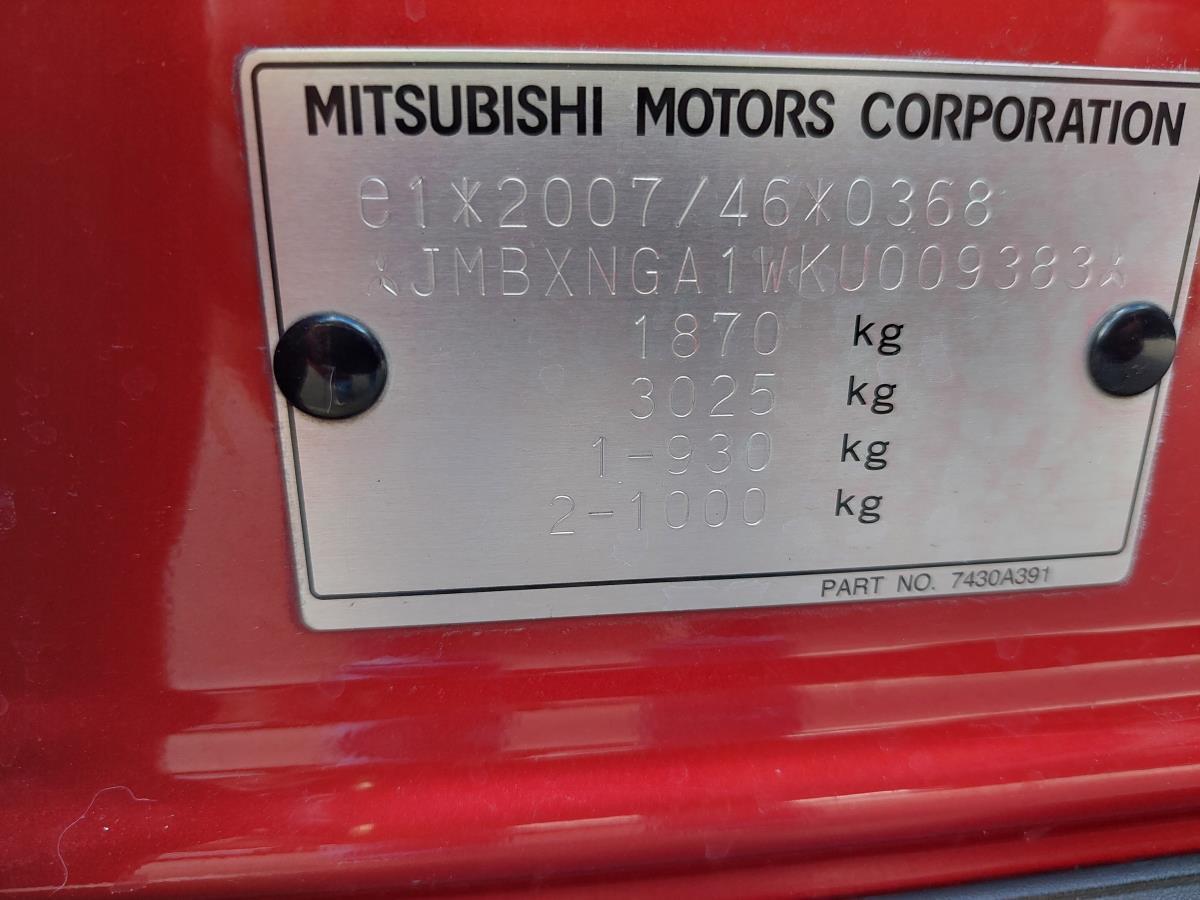 MITSUBISHI MOTORS CORPORATION
e1*2007/46*0368
*JMBXNGA1WKU009383*
1870 kg
3025 kg
1-930 kg
2-1000 kg
PART NO. 7430A391